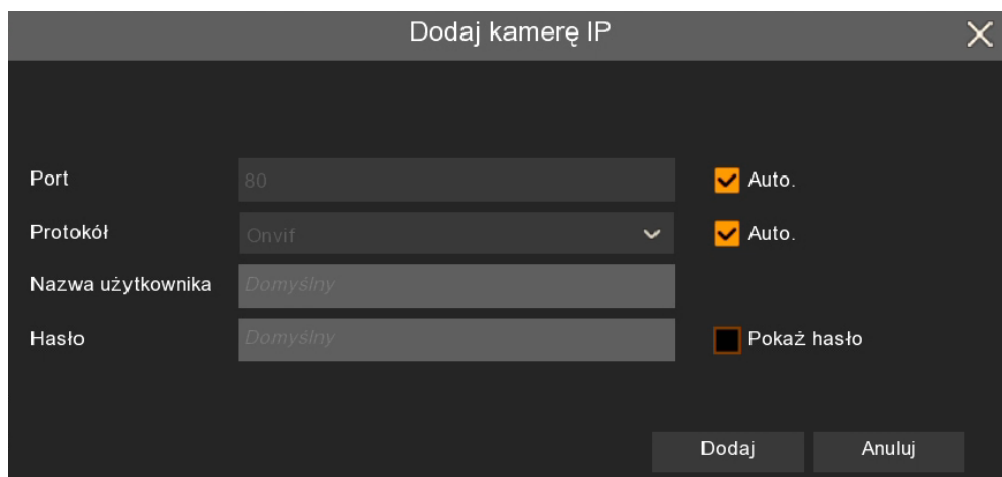 Dodaj kamerę IP
Port 80 Auto.
Protokół Onvif Auto.
Nazwa użytkownika Domyślny
Hasło Domyślny Pokaż hasło
Dodaj Anuluj